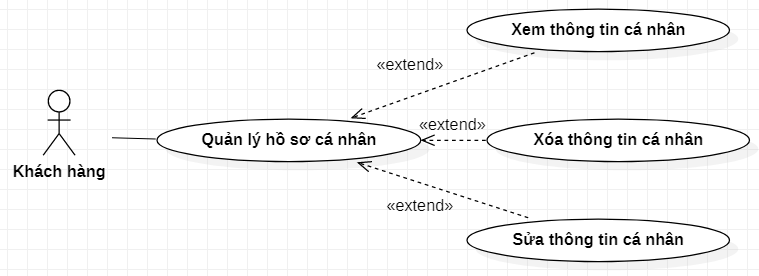 Xem thông tin cá nhân
«extend»
Khách hàng
Quản lý hồ sơ cá nhân
«extend»
Xóa thông tin cá nhân
«extend»
Sửa thông tin cá nhân